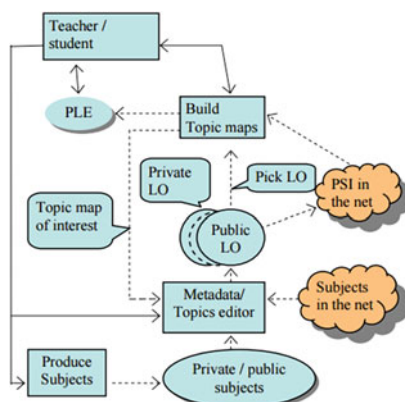 Teacher /
student
PLE
Build
Topic maps
Private
LO
Pick LO
PSI in
the net
Topic map
of interest
Public
LO
Metadata/
Topics editor
Subjects
in the net
Produce
Subjects
Private / public
subjects